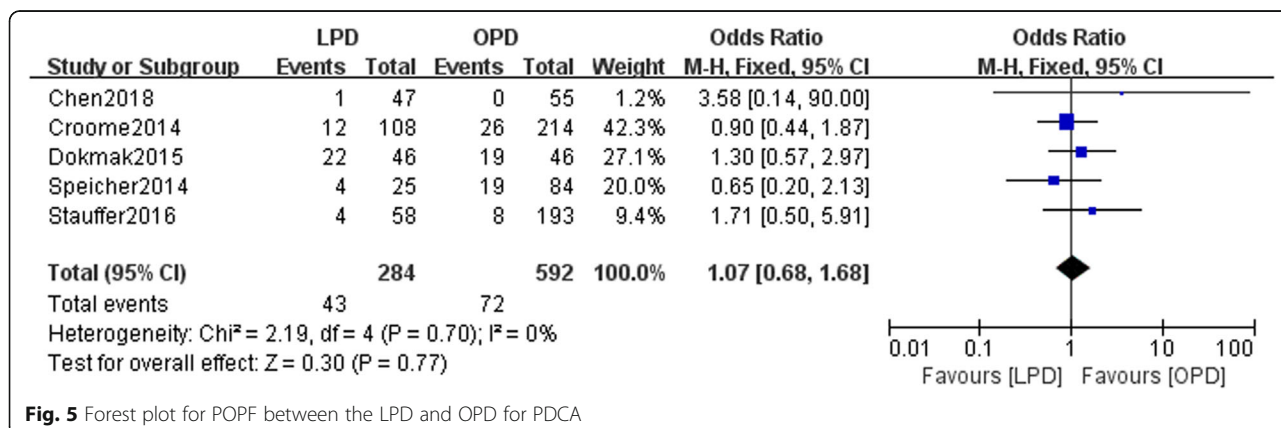 LPD OPD Odds Ratio Odds Ratio
Study or Subgroup Events Total Events Total Weight M-H, Fixed, 95% CI M-H, Fixed, 95% CI
Chen2018 1 47 0 55 1.2% 3.58 [0.14, 90.00]
Croome2014 12 108 26 214 42.3% 0.90 [0.44, 1.87]
Dokmak2015 22 46 19 46 27.1% 1.30 [0.57, 2.97]
Speicher2014 4 25 19 84 20.0% 0.65 [0.20, 2.13]
Stauffer2016 4 58 8 193 9.4% 1.71 [0.50, 5.91]
Total (95% CI) 284 592 100.0% 1.07 [0.68, 1.68]
Total events 43 72
Heterogeneity: Chi² = 2.19, df = 4 (P = 0.70); I² = 0%
Test for overall effect: Z = 0.30 (P = 0.77)
0.01 0.1 1 10 100
Favours [LPD] Favours [OPD]
Fig. 5 Forest plot for POPF between the LPD and OPD for PDCA